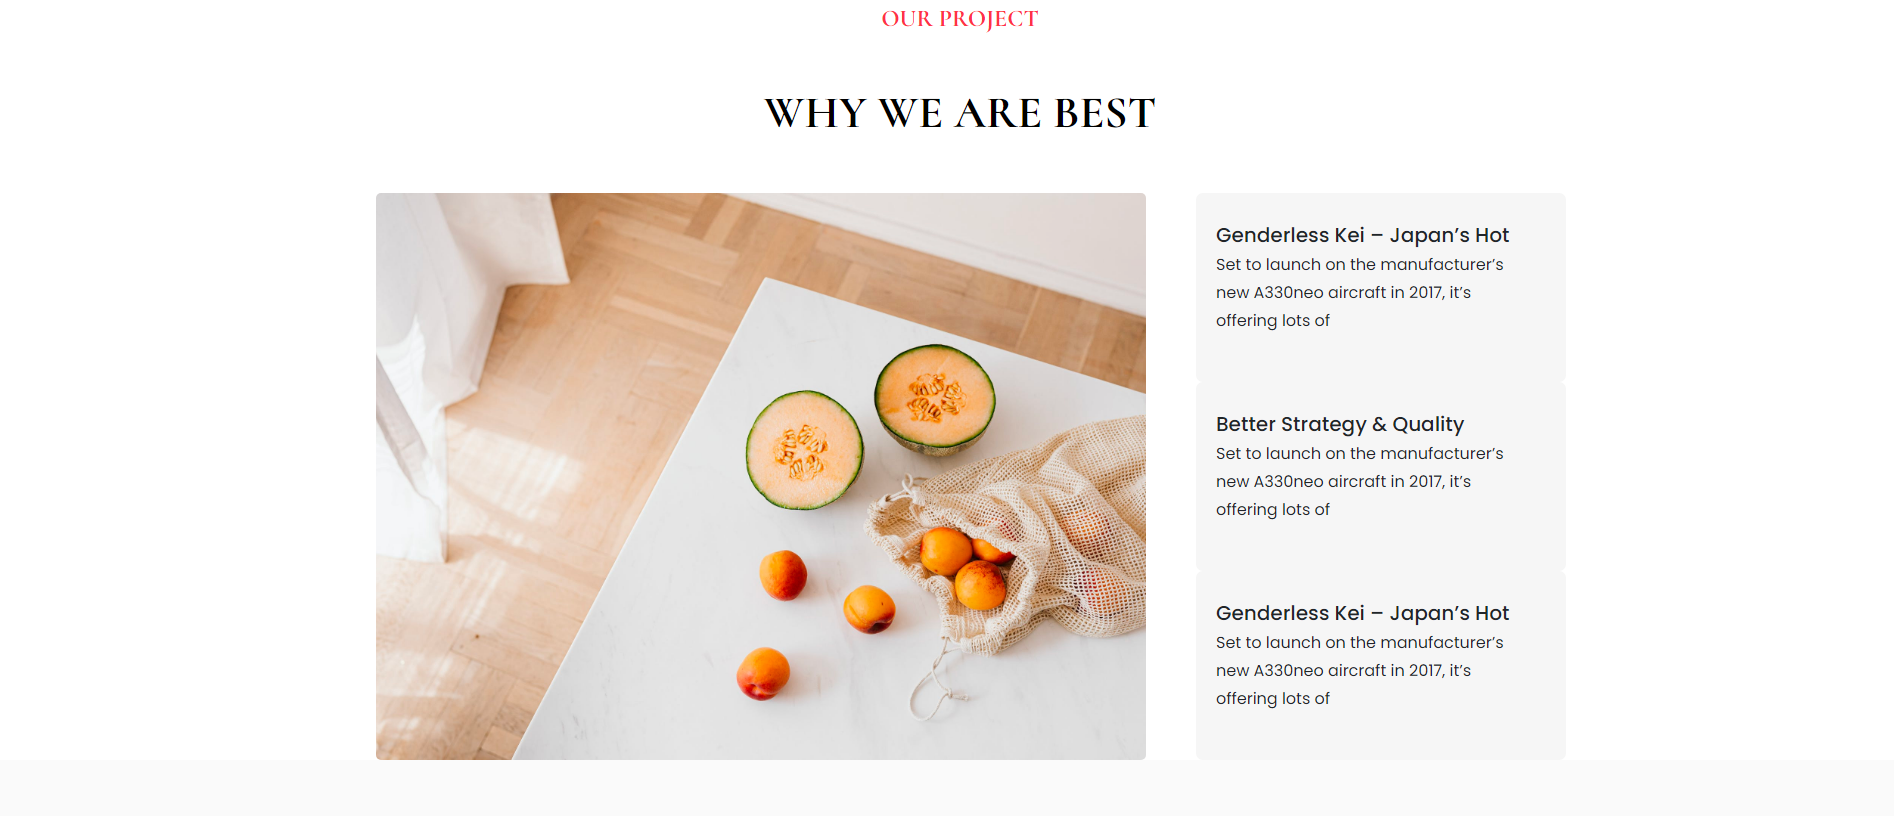 OUR PROJECT
WHY WE ARE BEST
Genderless Kei – Japan’s Hot
Set to launch on the manufacturer’s
new A330neo aircraft in 2017, it’s
offering lots of
Better Strategy & Quality
Set to launch on the manufacturer’s
new A330neo aircraft in 2017, it’s
offering lots of
Genderless Kei – Japan’s Hot
Set to launch on the manufacturer’s
new A330neo aircraft in 2017, it’s
offering lots of